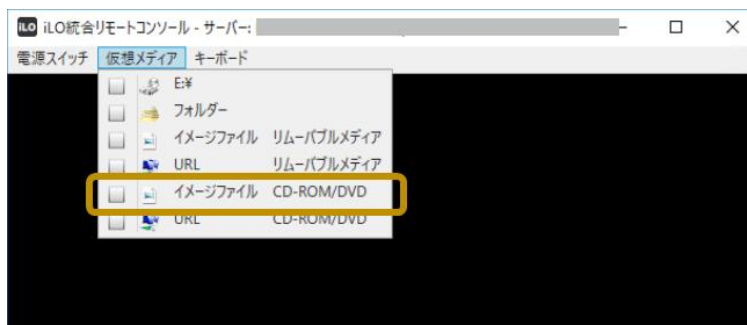 iLO iLO統合リモートコンソール - サーバー:
電源スイッチ 仮想メディア キーボード
E:¥
フォルダー
イメージファイル リムーバブルメディア
URL リムーバブルメディア
イメージファイル CD-ROM/DVD
URL CD-ROM/DVD